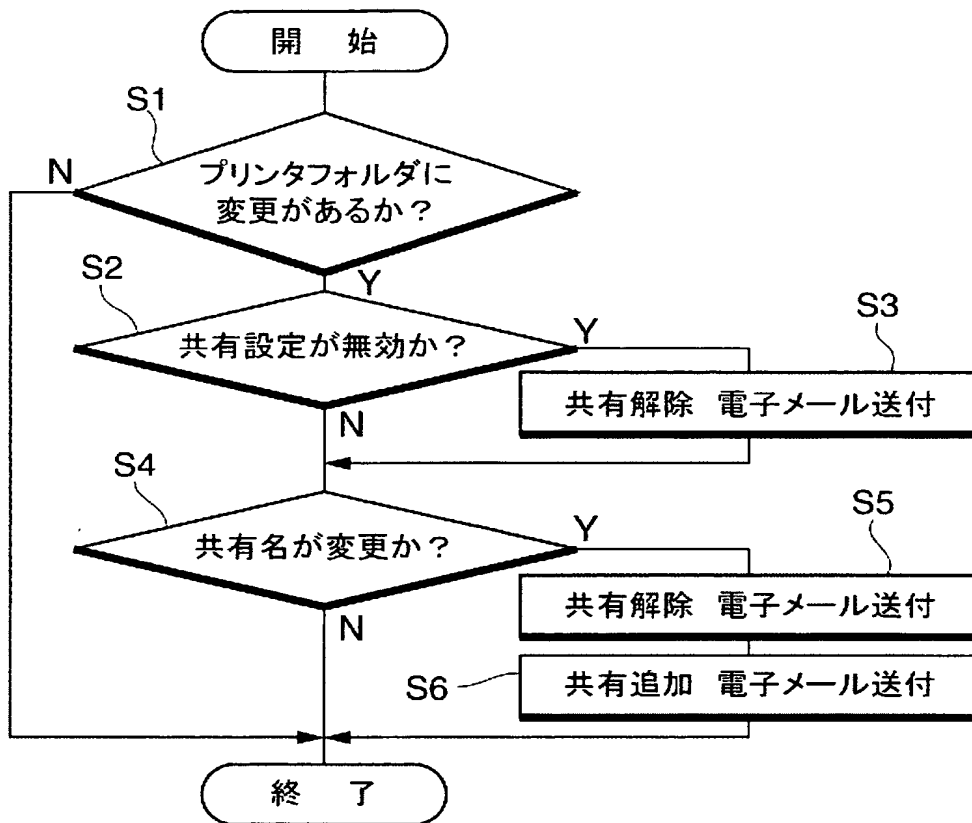 開 始
S1
N
プリンタフォルダに
変更があるか？
Y
S2
共有設定が無効か？
Y
S3
共有解除 電子メール送付
N
S4
共有名が変更か？
Y
S5
共有解除 電子メール送付
N
S6
共有追加 電子メール送付
終 了